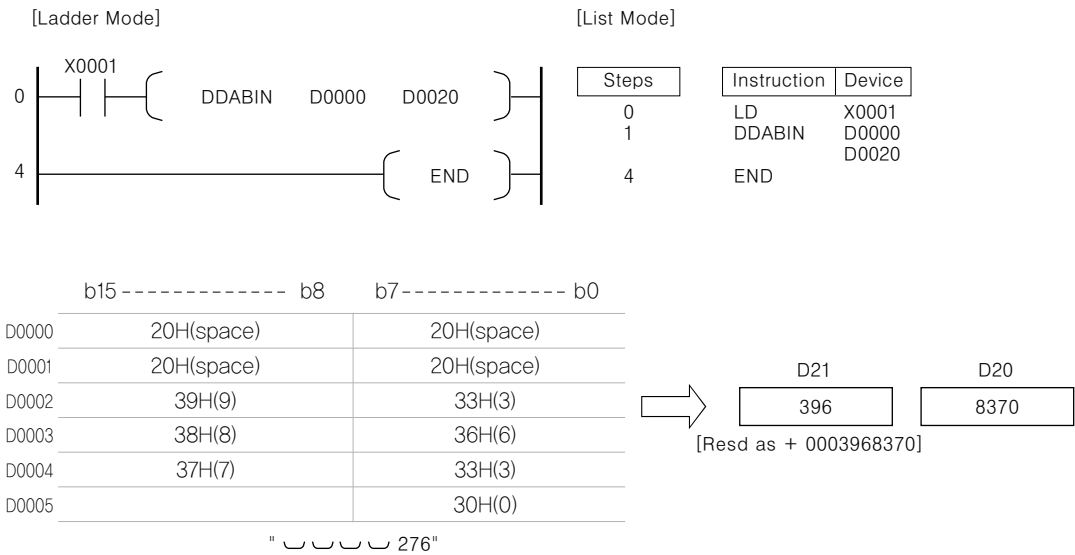 [Ladder Mode] [List Mode]
X0001
0 DDABIN D0000 D0020
4 END
Steps Instruction Device
0 LD X0001
1 DDABIN D0000
D0020
4 END
b15 - - - - - - - - - - - - - - b8 b7 - - - - - - - - - - - - - b0
D0000 20H(space) 20H(space)
D0001 20H(space) 20H(space)
D0002 39H(9) 33H(3)
D0003 38H(8) 36H(6)
D0004 37H(7) 33H(3)
D0005 30H(0)
" 276"
D21 D20
396 8370
[Resd as + 0003968370]